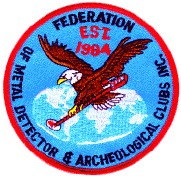 FEDERATION
EST.
1984
OF METAL DETECTOR & ARCHEOLOGICAL CLUBS INC.